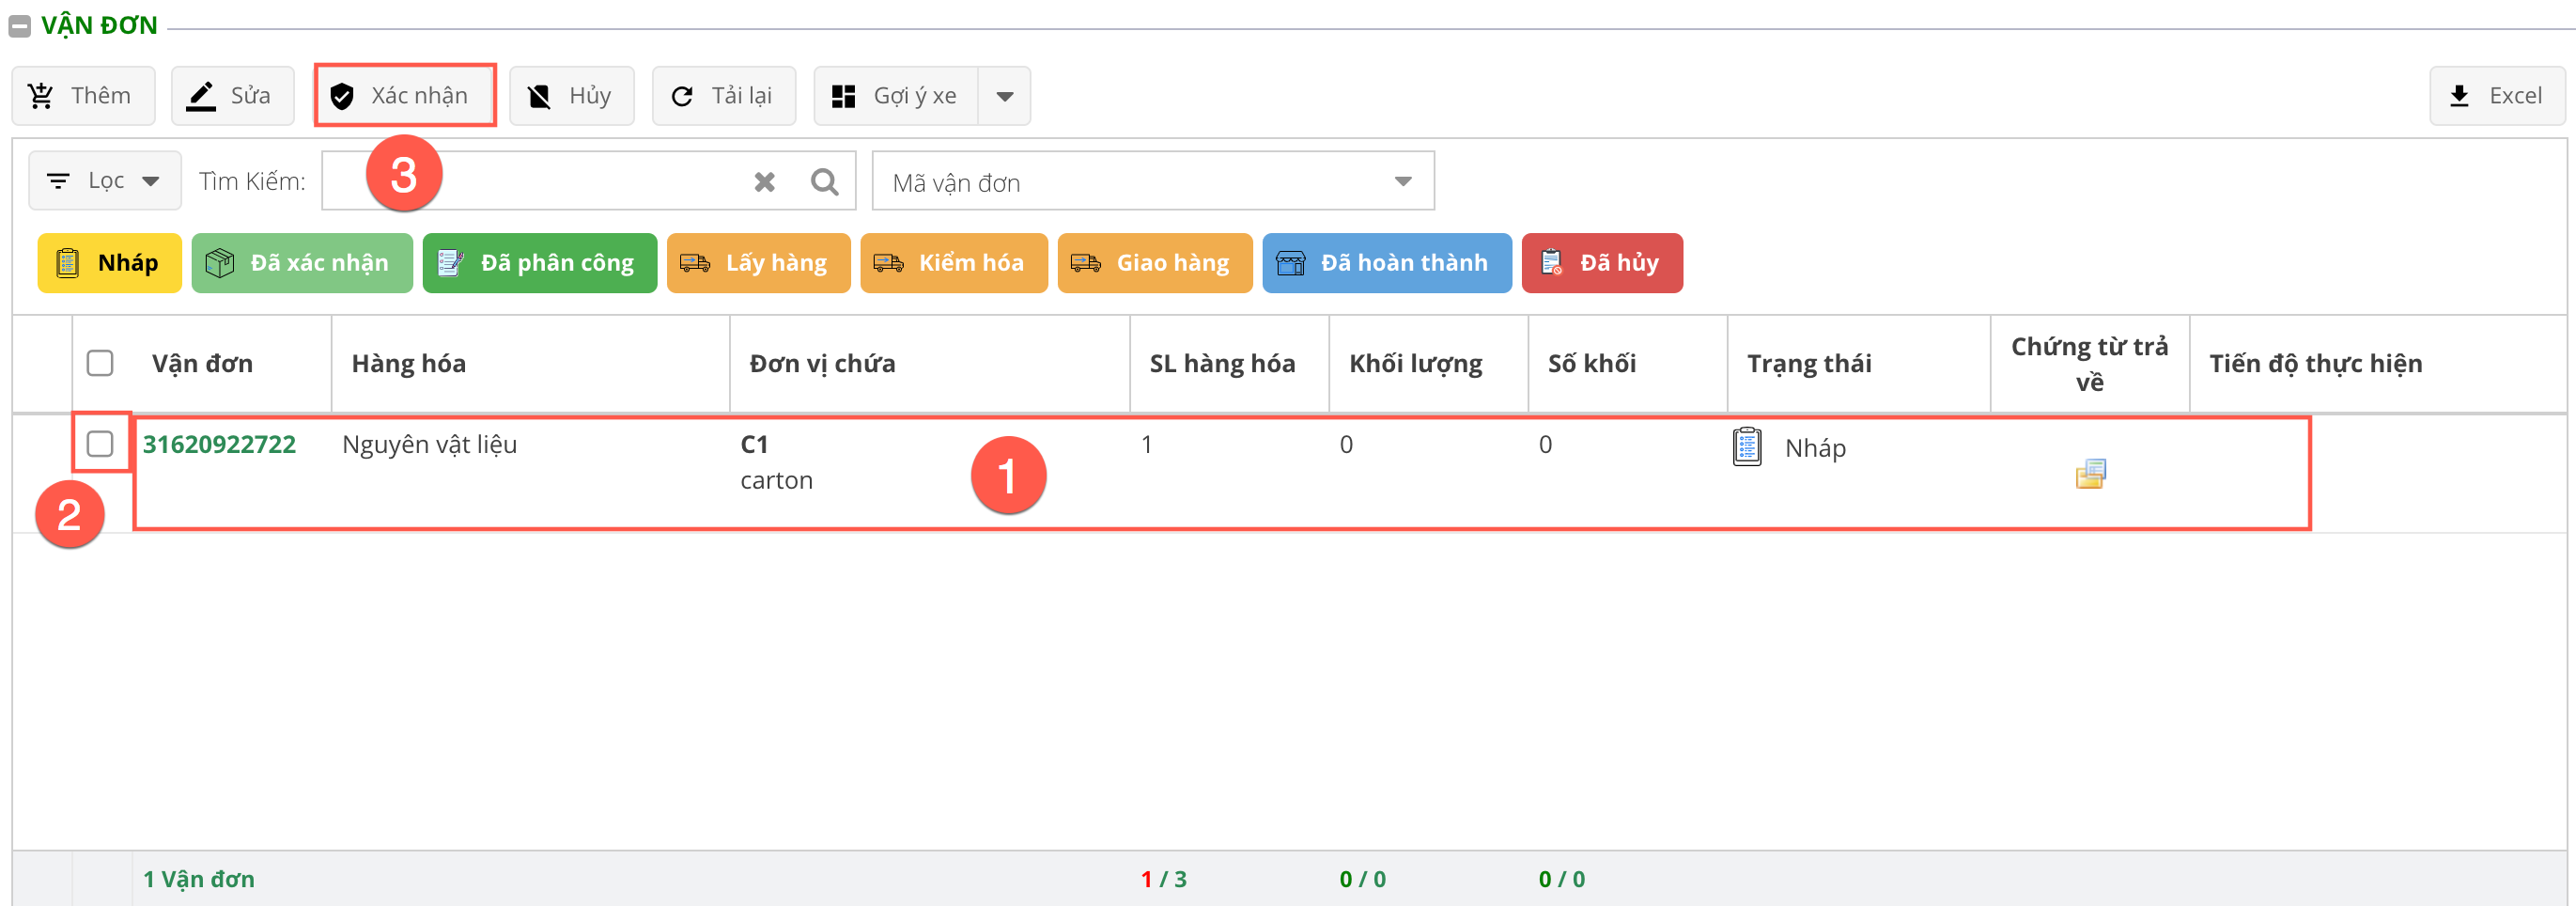 VẬN ĐƠN
Thêm
Sửa
Xác nhận
Hủy
Tải lại
Gợi ý xe
Excel
Lọc
Tìm Kiếm:
3
Mã vận đơn
Nháp
Đã xác nhận
Đã phân công
Lấy hàng
Kiểm hóa
Giao hàng
Đã hoàn thành
Đã hủy
Vận đơn
Hàng hóa
Đơn vị chứa
SL hàng hóa
Khối lượng
Số khối
Trạng thái
Chứng từ trả
về
Tiến độ thực hiện
31620922722
Nguyên vật liệu
C1
carton
1
1
0
0
Nháp
2
1 Vận đơn
1 / 3
0 / 0
0 / 0